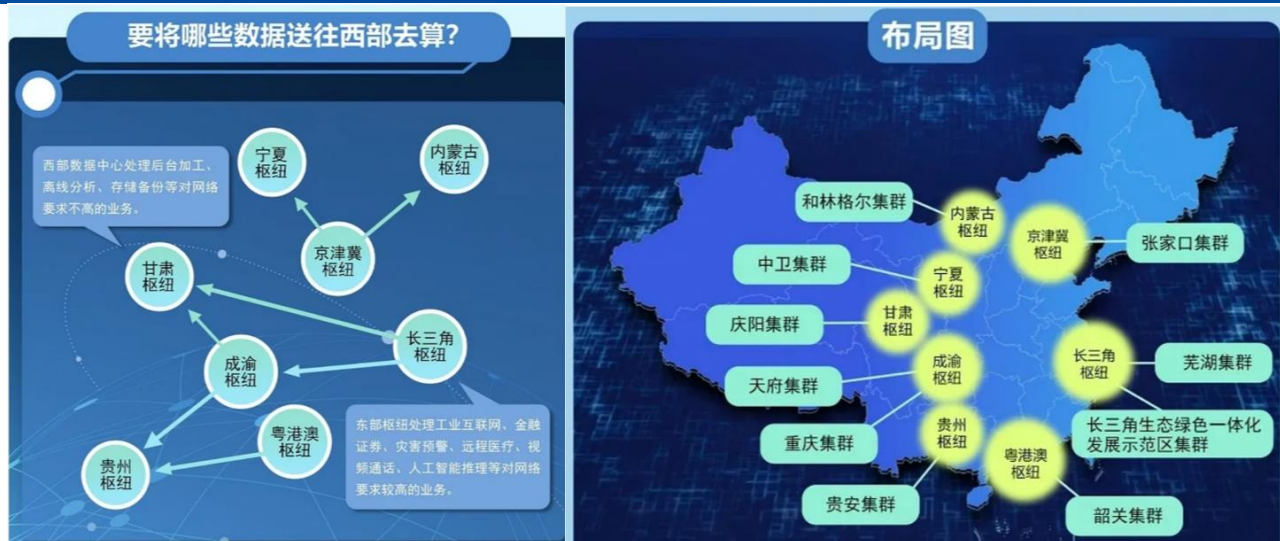 要将哪些数据送往西部去算?
西部数据中心处理后台加工、
离线分析、存储备份等对网络
要求不高的业务。
宁夏
枢纽
内蒙古
枢纽
京津冀
枢纽
甘肃
枢纽
长三角
枢纽
成渝
枢纽
粤港澳
枢纽
贵州
枢纽
东部枢纽处理工业互联网、金融
证券、灾害预警、远程医疗、视
频通话、人工智能推理等对网络
要求较高的业务。
布局图
和林格尔集群
内蒙古
枢纽
京津冀
枢纽
张家口集群
中卫集群
宁夏
枢纽
庆阳集群
甘肃
枢纽
天府集群
成渝
枢纽
长三角
枢纽
芜湖集群
重庆集群
贵州
枢纽
长三角生态绿色一体化
发展示范区集群
粤港澳
枢纽
贵安集群
韶关集群